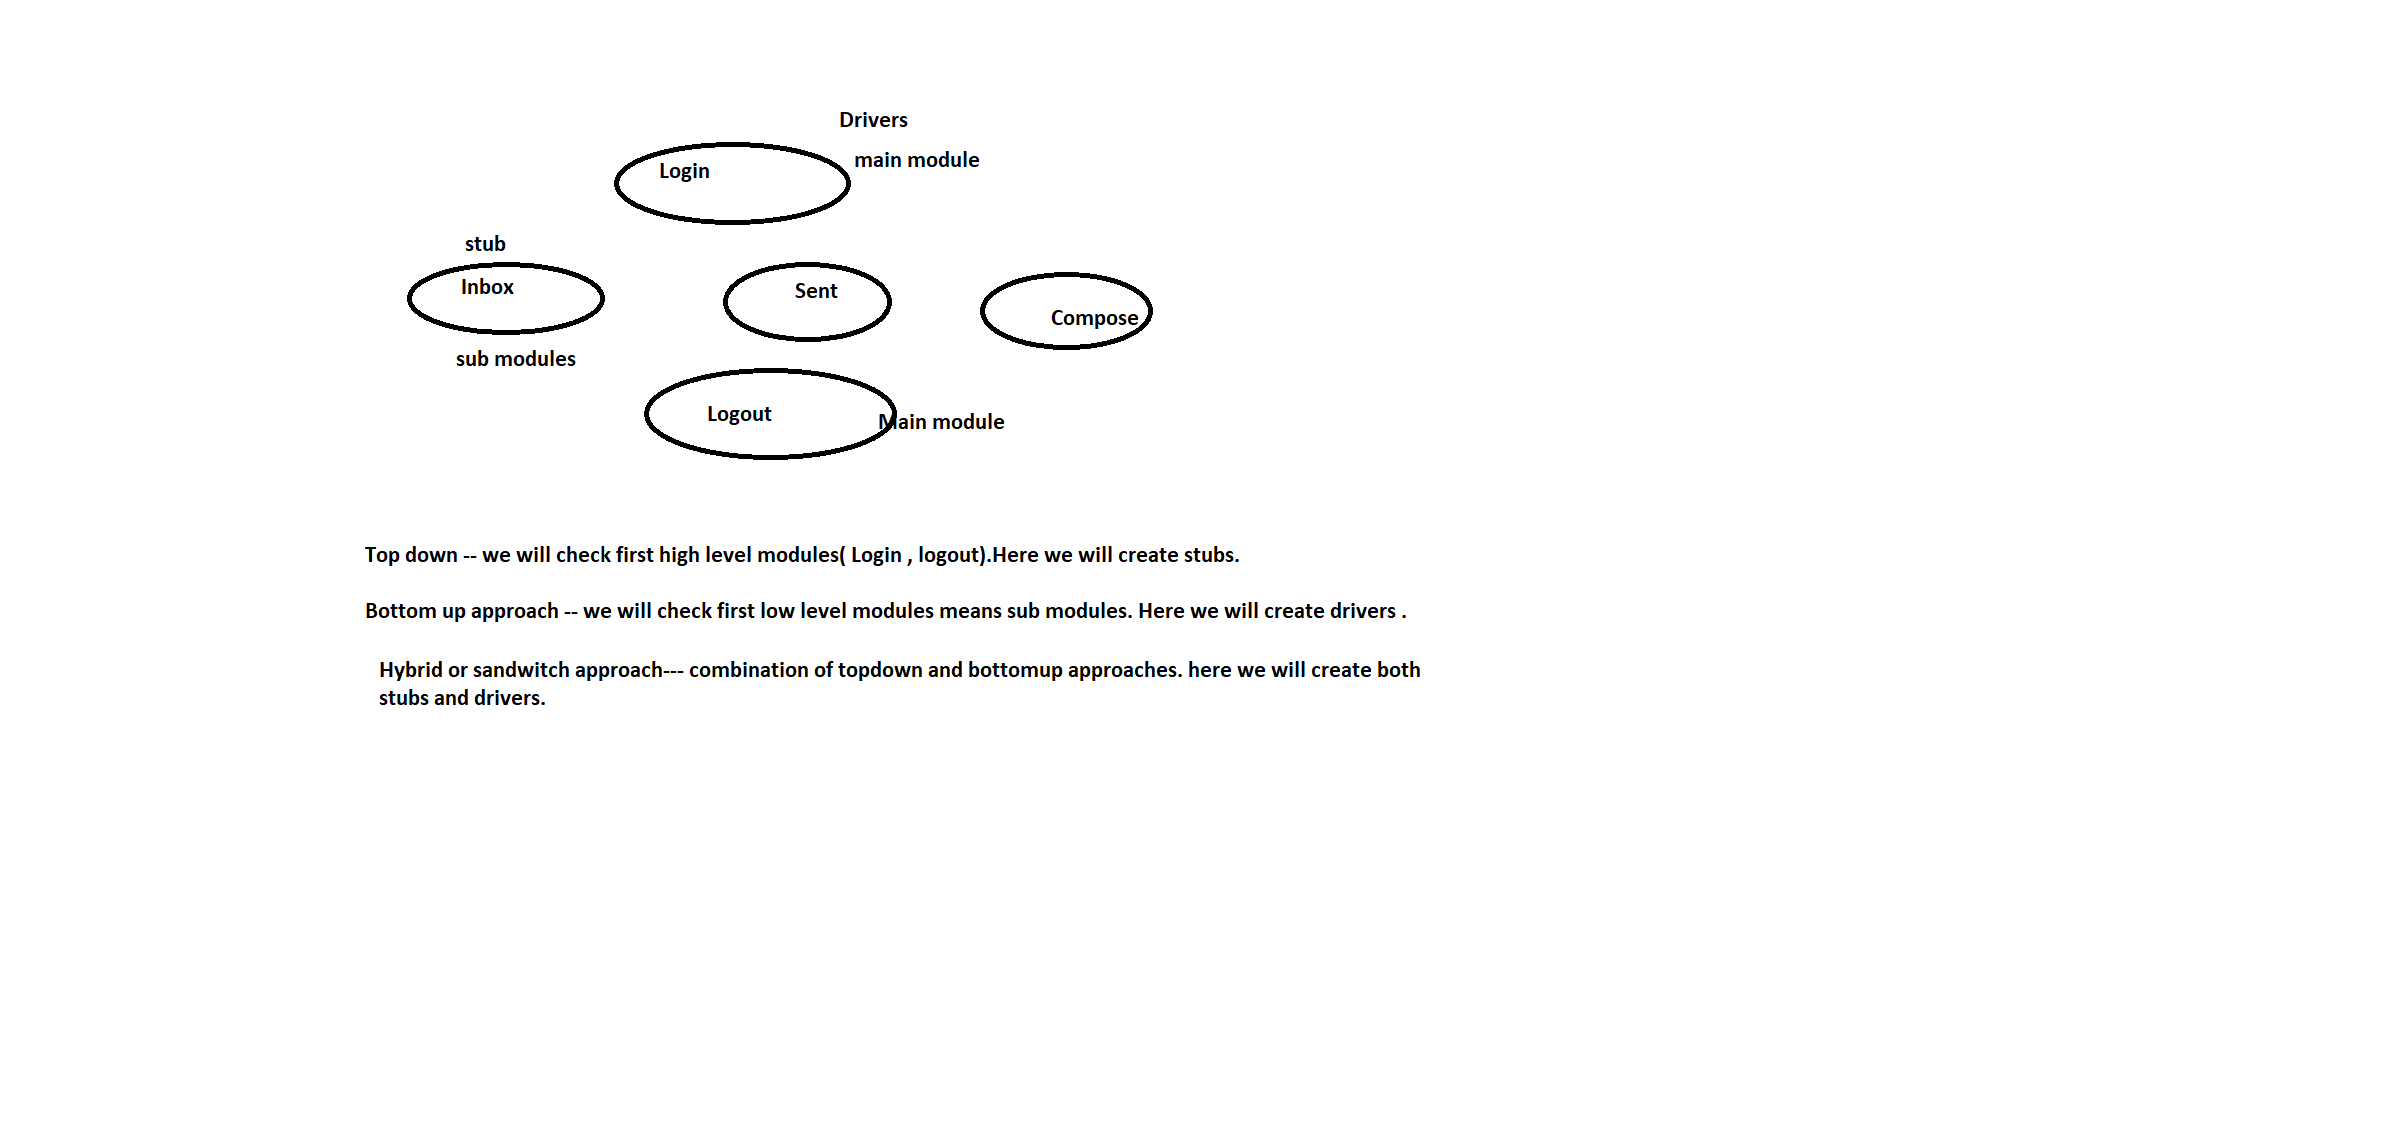 Drivers
main module
Login
stub
Inbox
Sent
Compose
sub modules
Logout
Main module
Top down -- we will check first high level modules( Login , logout).Here we will create stubs.
Bottom up approach -- we will check first low level modules means sub modules. Here we will create drivers .
Hybrid or sandwitch approach--- combination of topdown and bottomup approaches. here we will create both
stubs and drivers.